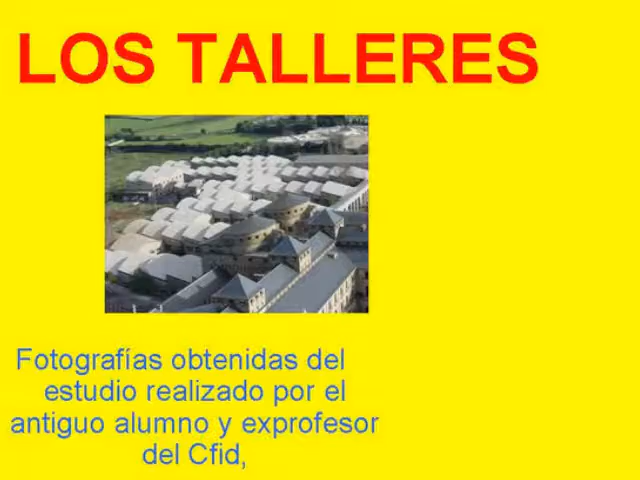 LOS TALLERES
Fotografías obtenidas del
estudio realizado por el
antiguo alumno y exprofesor
del Cfid,